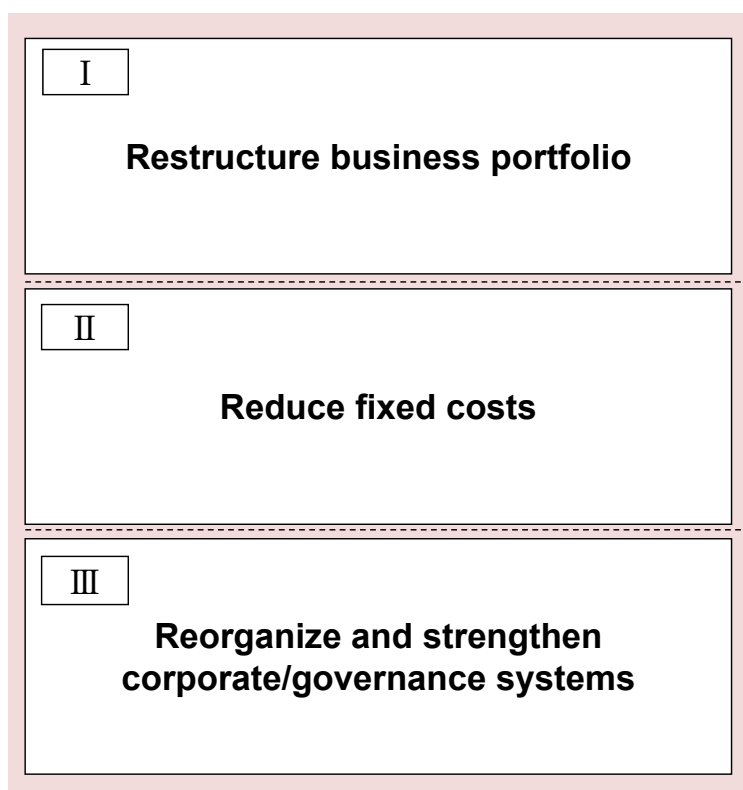 Ⅰ
Restructure business portfolio
Ⅱ
Reduce fixed costs
Ⅲ
Reorganize and strengthen
corporate/governance systems